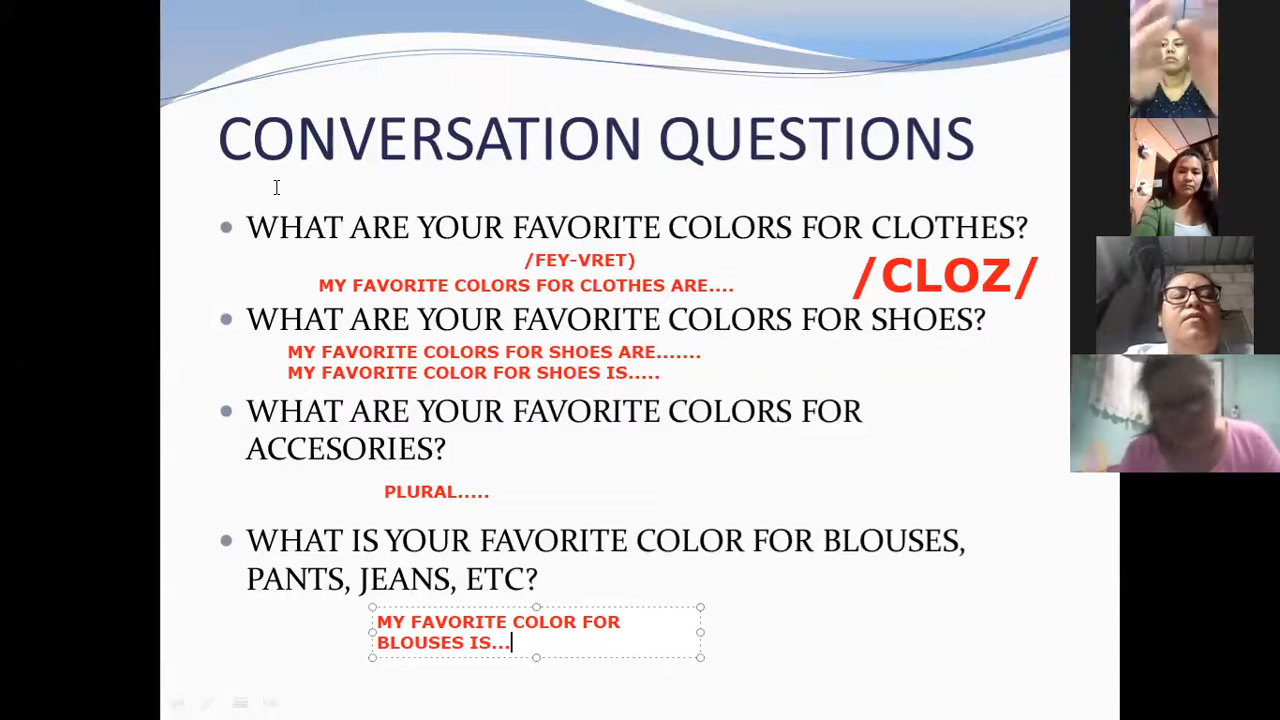 CONVERSATION QUESTIONS
WHAT ARE YOUR FAVORITE COLORS FOR CLOTHES?
/FEY-VRET)
/CLOZ/
MY FAVORITE COLORS FOR CLOTHES ARE....
WHAT ARE YOUR FAVORITE COLORS FOR SHOES?
MY FAVORITE COLORS FOR SHOES ARE.......
MY FAVORITE COLOR FOR SHOES IS.....
WHAT ARE YOUR FAVORITE COLORS FOR
ACCESORIES?
PLURAL.....
WHAT IS YOUR FAVORITE COLOR FOR BLOUSES,
PANTS, JEANS, ETC?
MY FAVORITE COLOR FOR
BLOUSES IS...